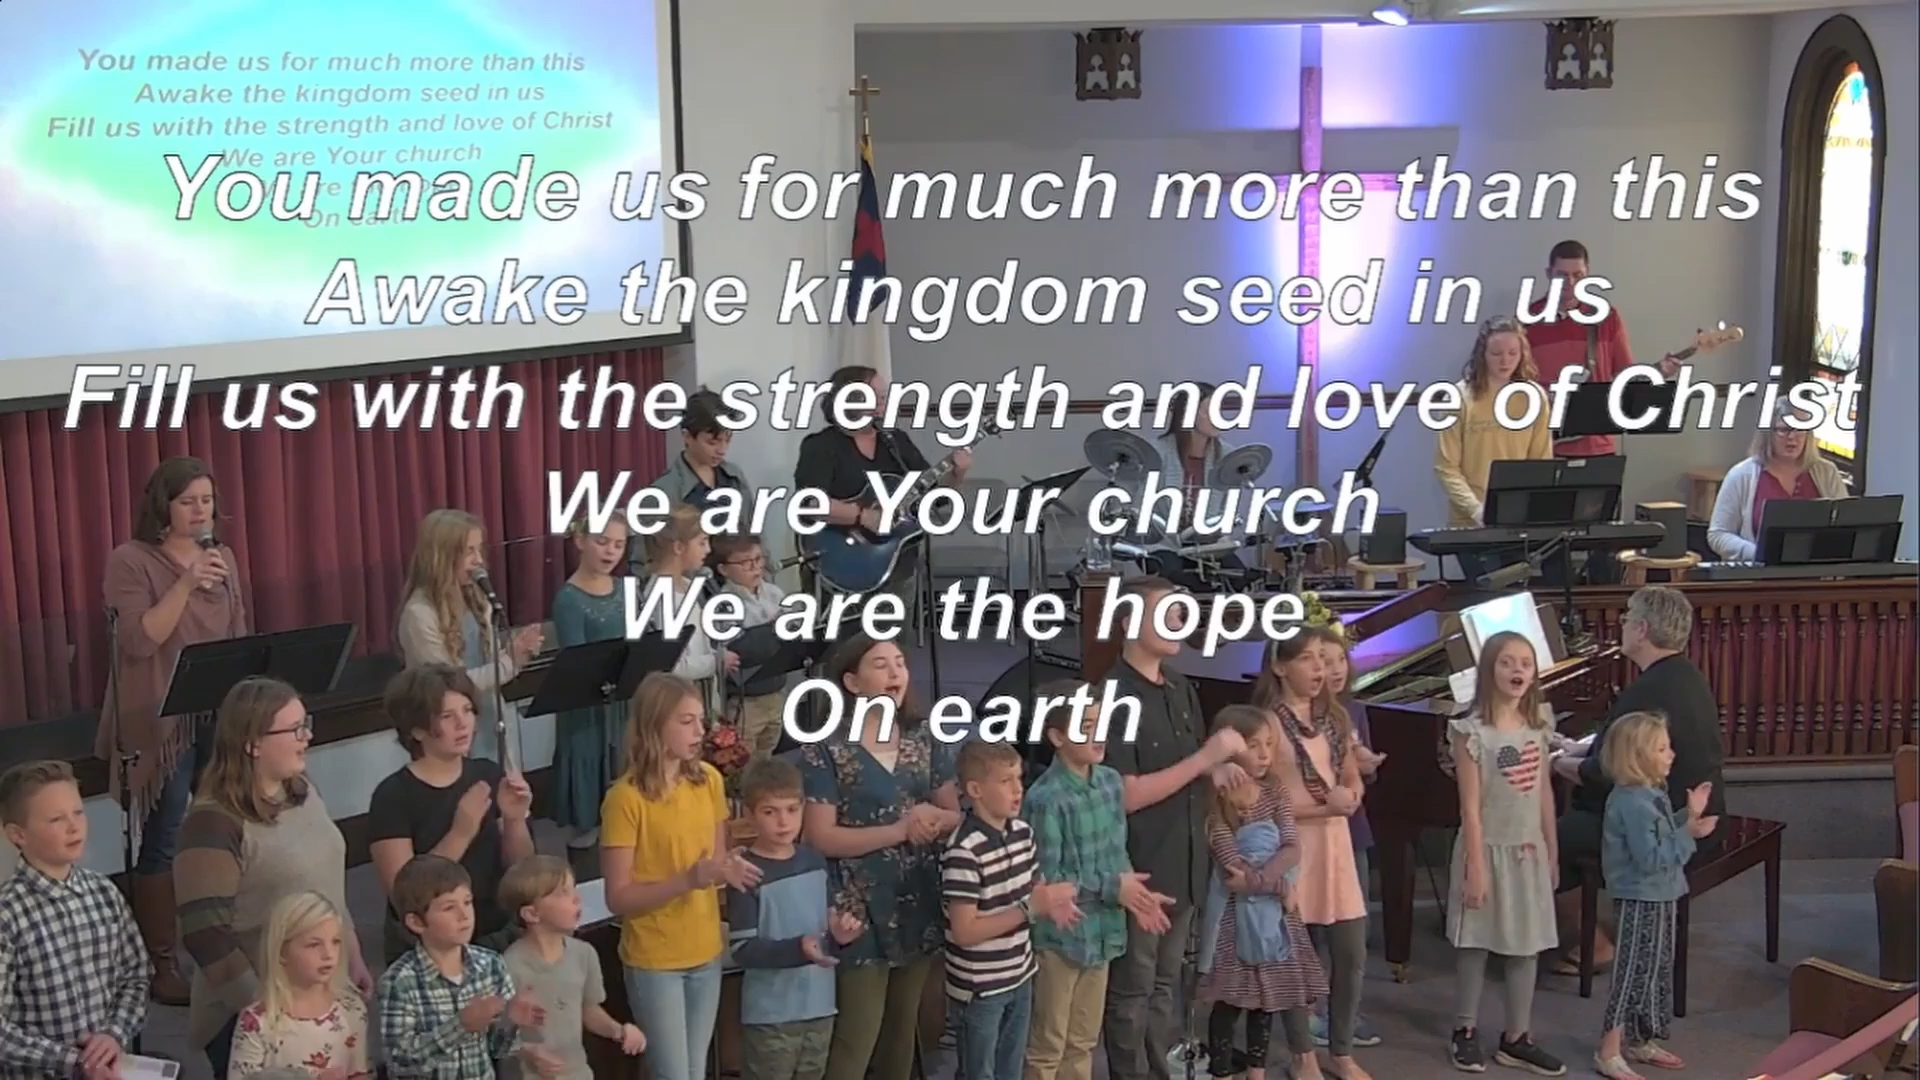 You made us for much more than this
Awake the kingdom seed in us
Fill us with the strength and love of Christ
We are Your church
On earth
You made us for much more than this
Awake the kingdom seed in us
Fill us with the strength and love of Christ
We are Your church
We are the hope
On earth